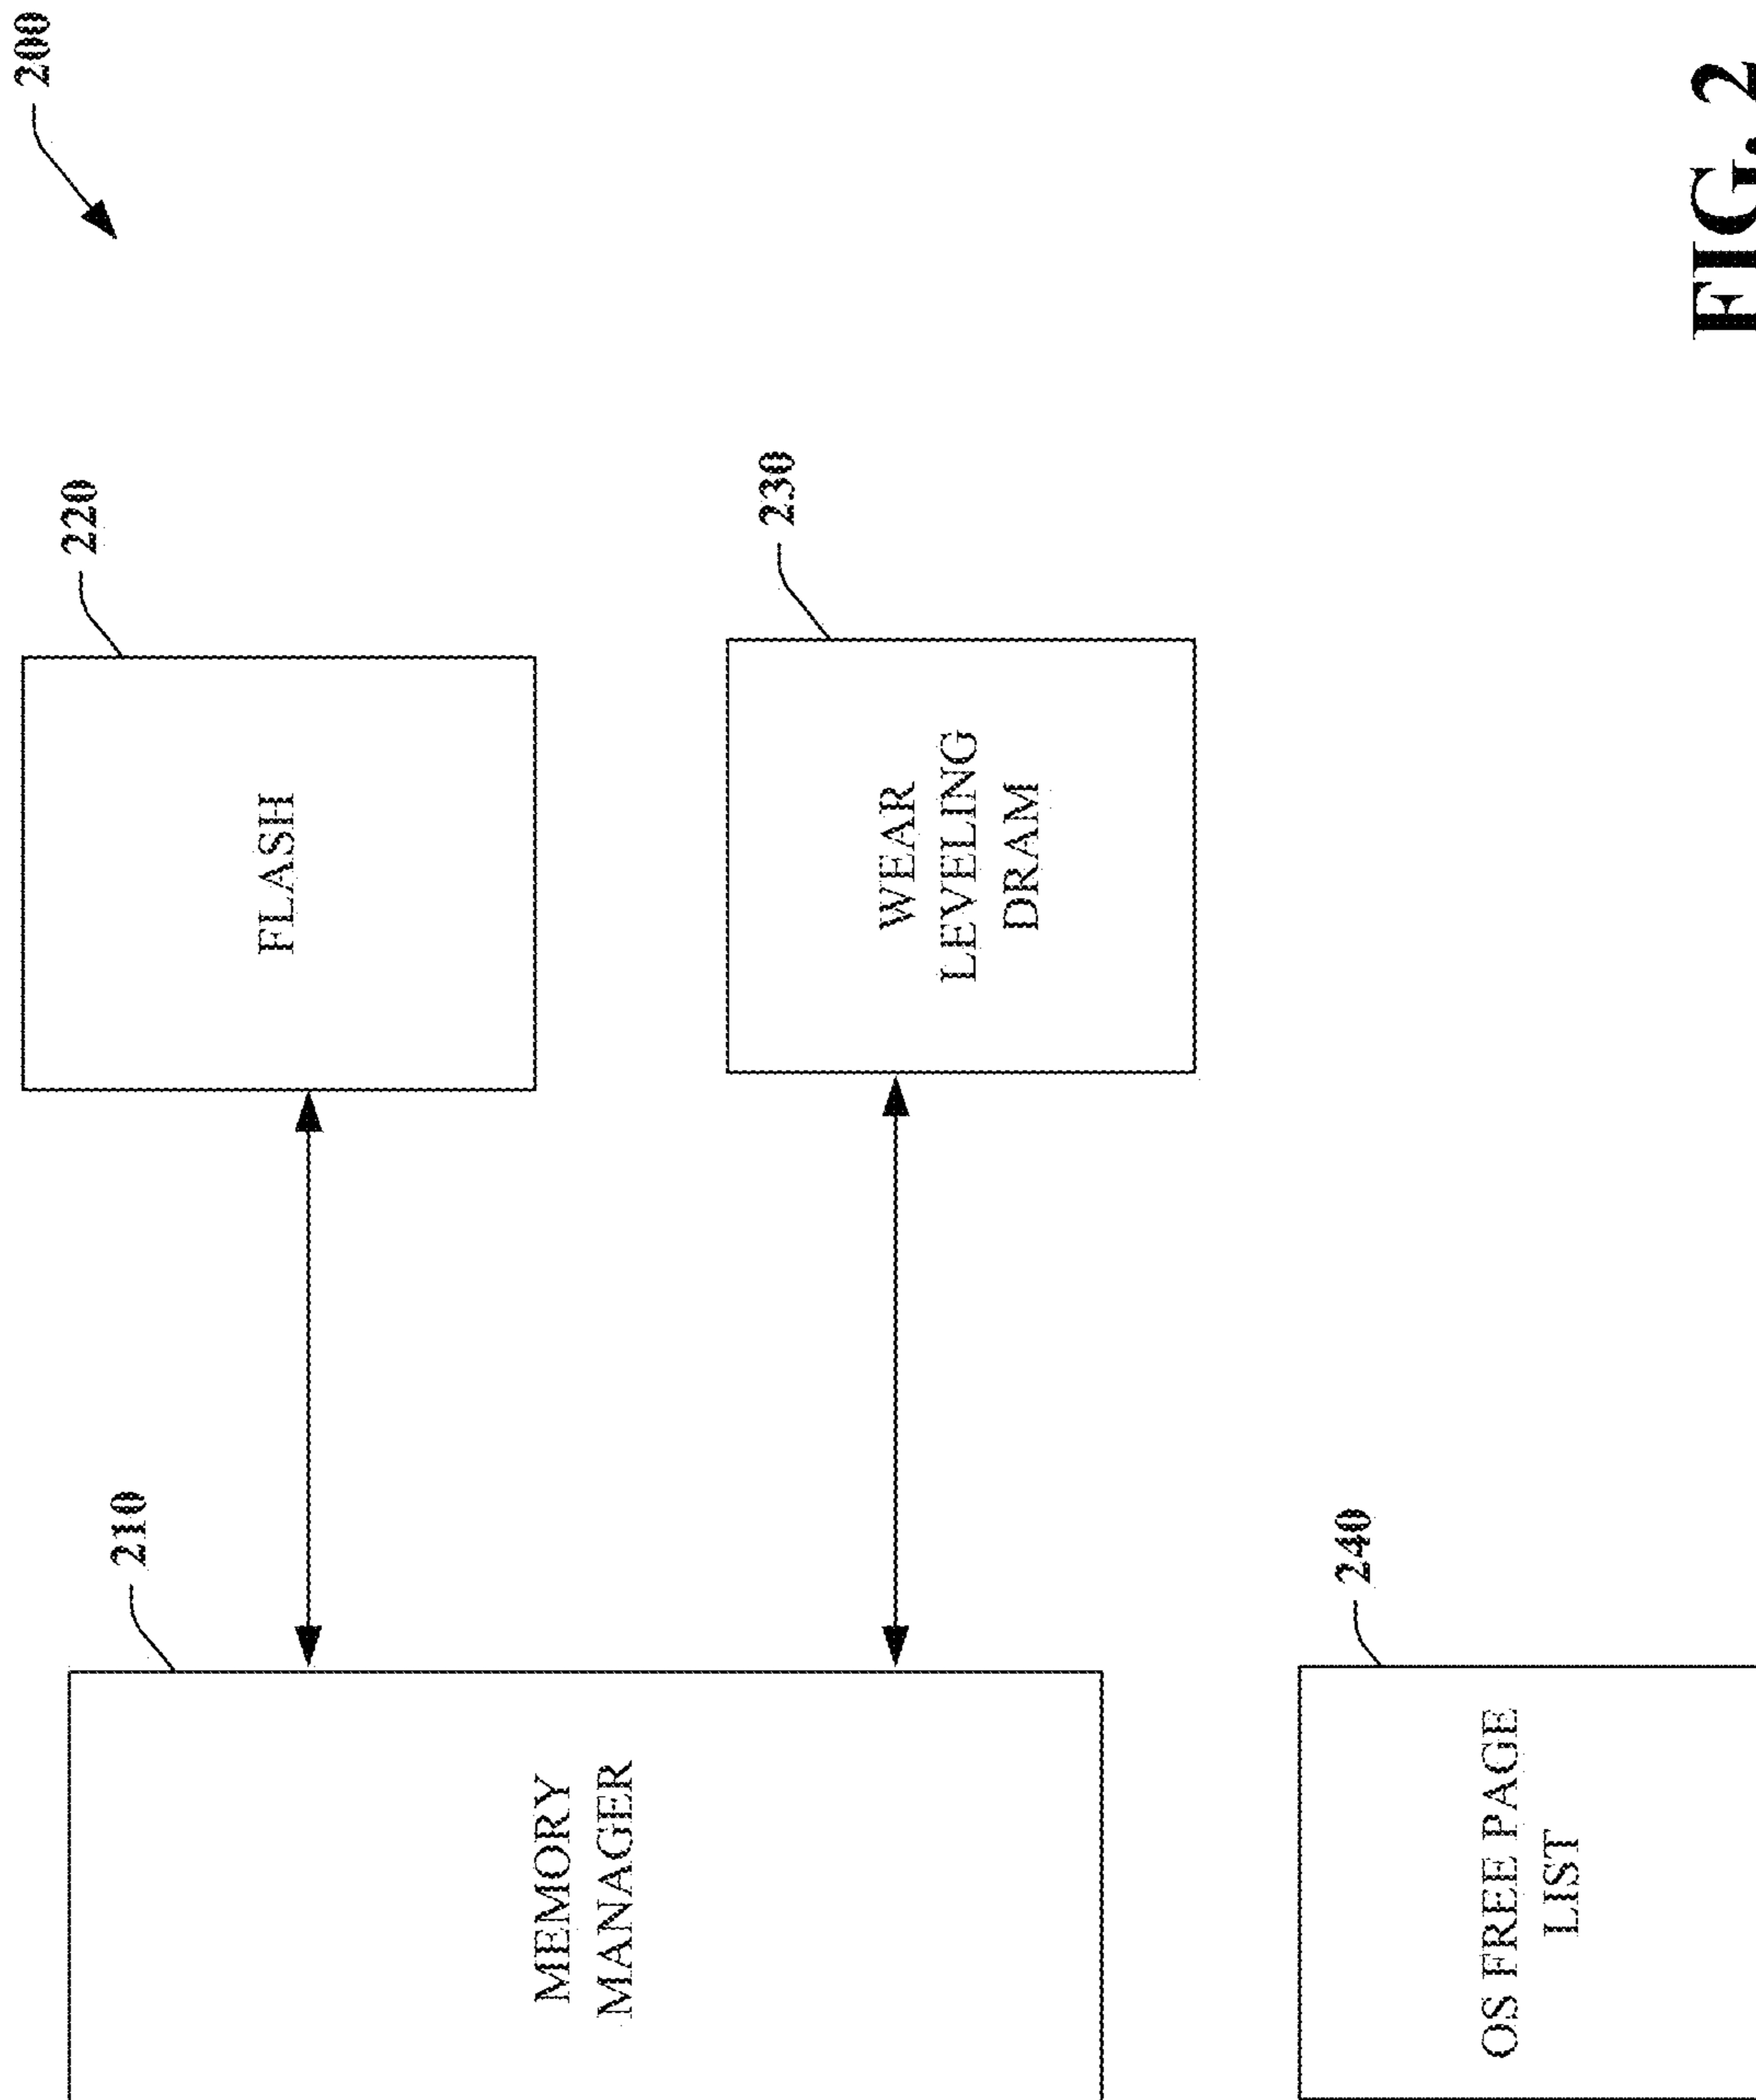 200
220
FLASH
210
MEMORY
MANAGER
230
WEAR
LEVELING
DRAM
240
OS FREE PAGE
LIST
FIG. 2